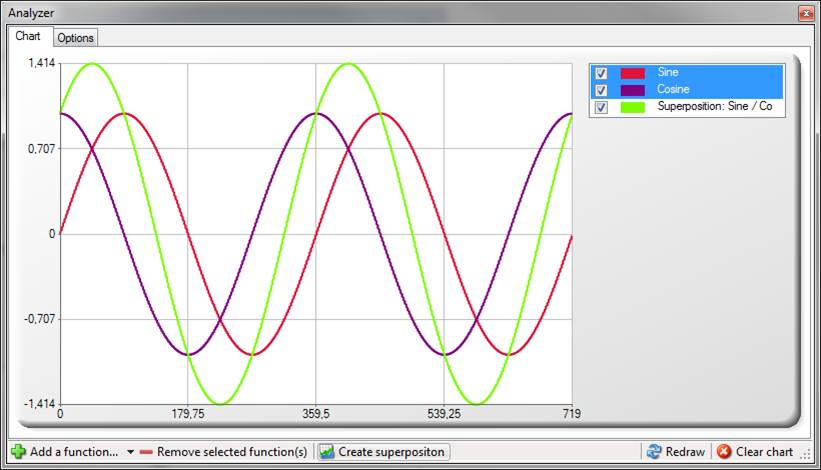 Analyzer
Chart Options
1,414
0,707
0
-0,707
-1,414
0 179,75 359,5 539,25 719
Sine
Cosine
Superposition: Sine / Co
Add a function... Remove selected function(s) Create superpositon Redraw Clear chart